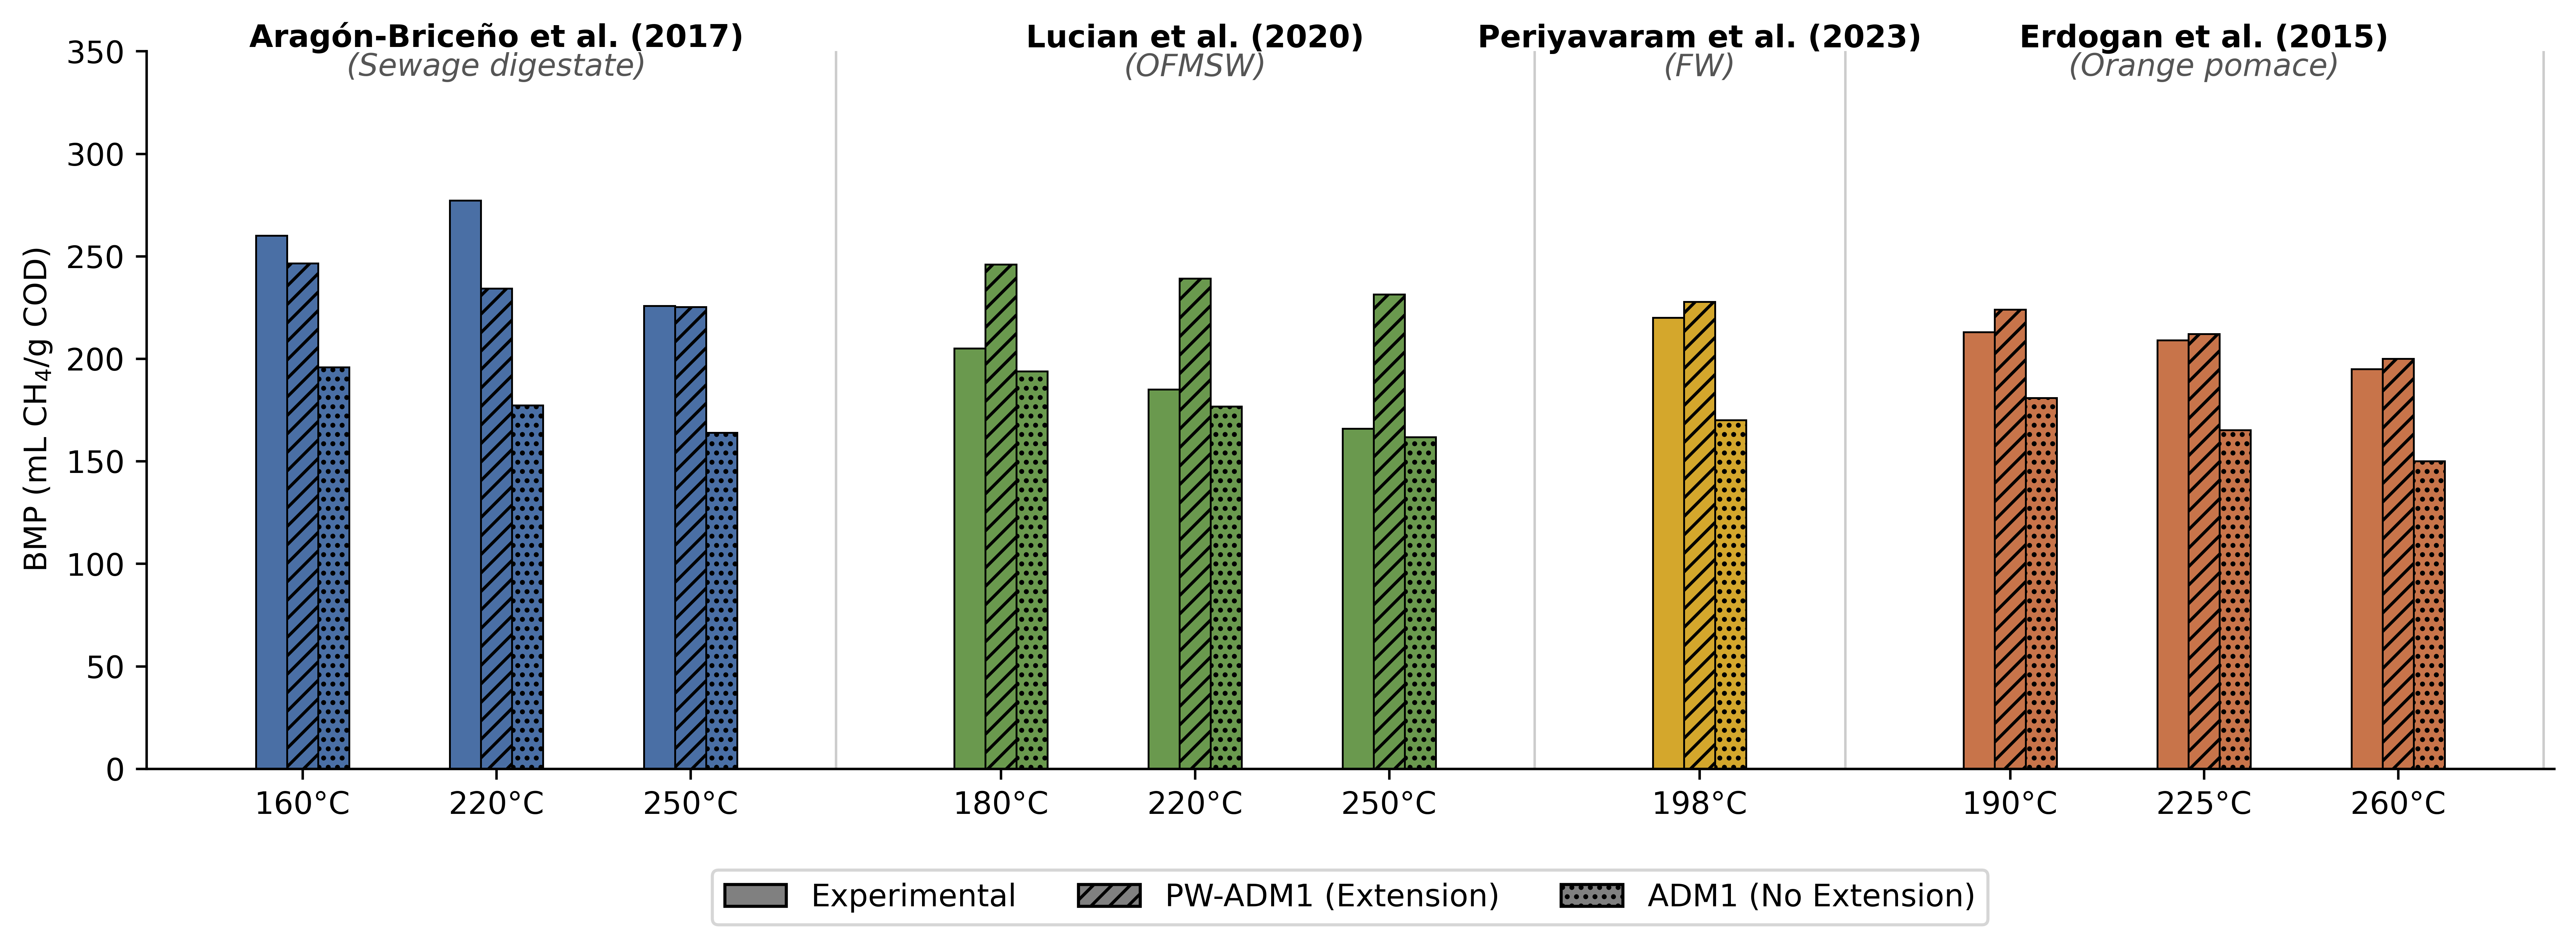 Aragón-Briceño et al. (2017)
(Sewage digestate)
Lucian et al. (2020)
(OFMSW)
Periyavaram et al. (2023)
(FW)
Erdogan et al. (2015)
(Orange pomace)
BMP (mL CH₄/g COD)
350
300
250
200
150
100
50
0
160°C
220°C
250°C
180°C
220°C
250°C
198°C
190°C
225°C
260°C
Experimental
PW-ADM1 (Extension)
ADM1 (No Extension)